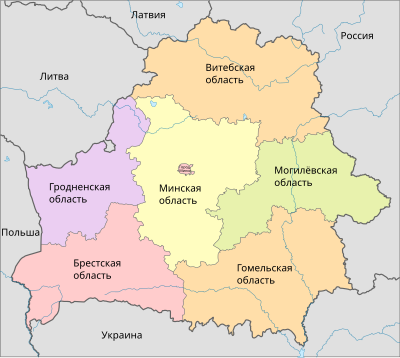 Латвия
Россия
Литва
Витебская
область
Могилёвская
область
Гродненская
область
Минская
область
Польша
Брестская
область
Гомельская
область
Украина